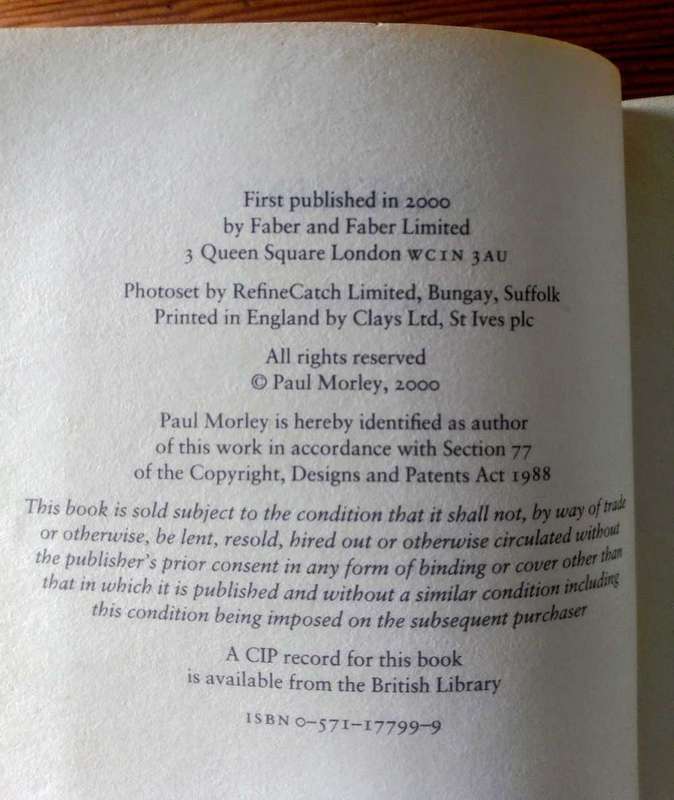 First published in 2000
by Faber and Faber Limited
3 Queen Square London WC1N 3AU
Photoset by RefineCatch Limited, Bungay, Suffolk
Printed in England by Clays Ltd, St Ives plc
All rights reserved
© Paul Morley, 2000
Paul Morley is hereby identified as author
of this work in accordance with Section 77
of the Copyright, Designs and Patents Act 1988
This book is sold subject to the condition that it shall not, by way of trade
or otherwise, be lent, resold, hired out or otherwise circulated without
the publisher's prior consent in any form of binding or cover other than
that in which it is published and without a similar condition including
this condition being imposed on the subsequent purchaser
A CIP record for this book
is available from the British Library
ISBN 0–571–17799–9